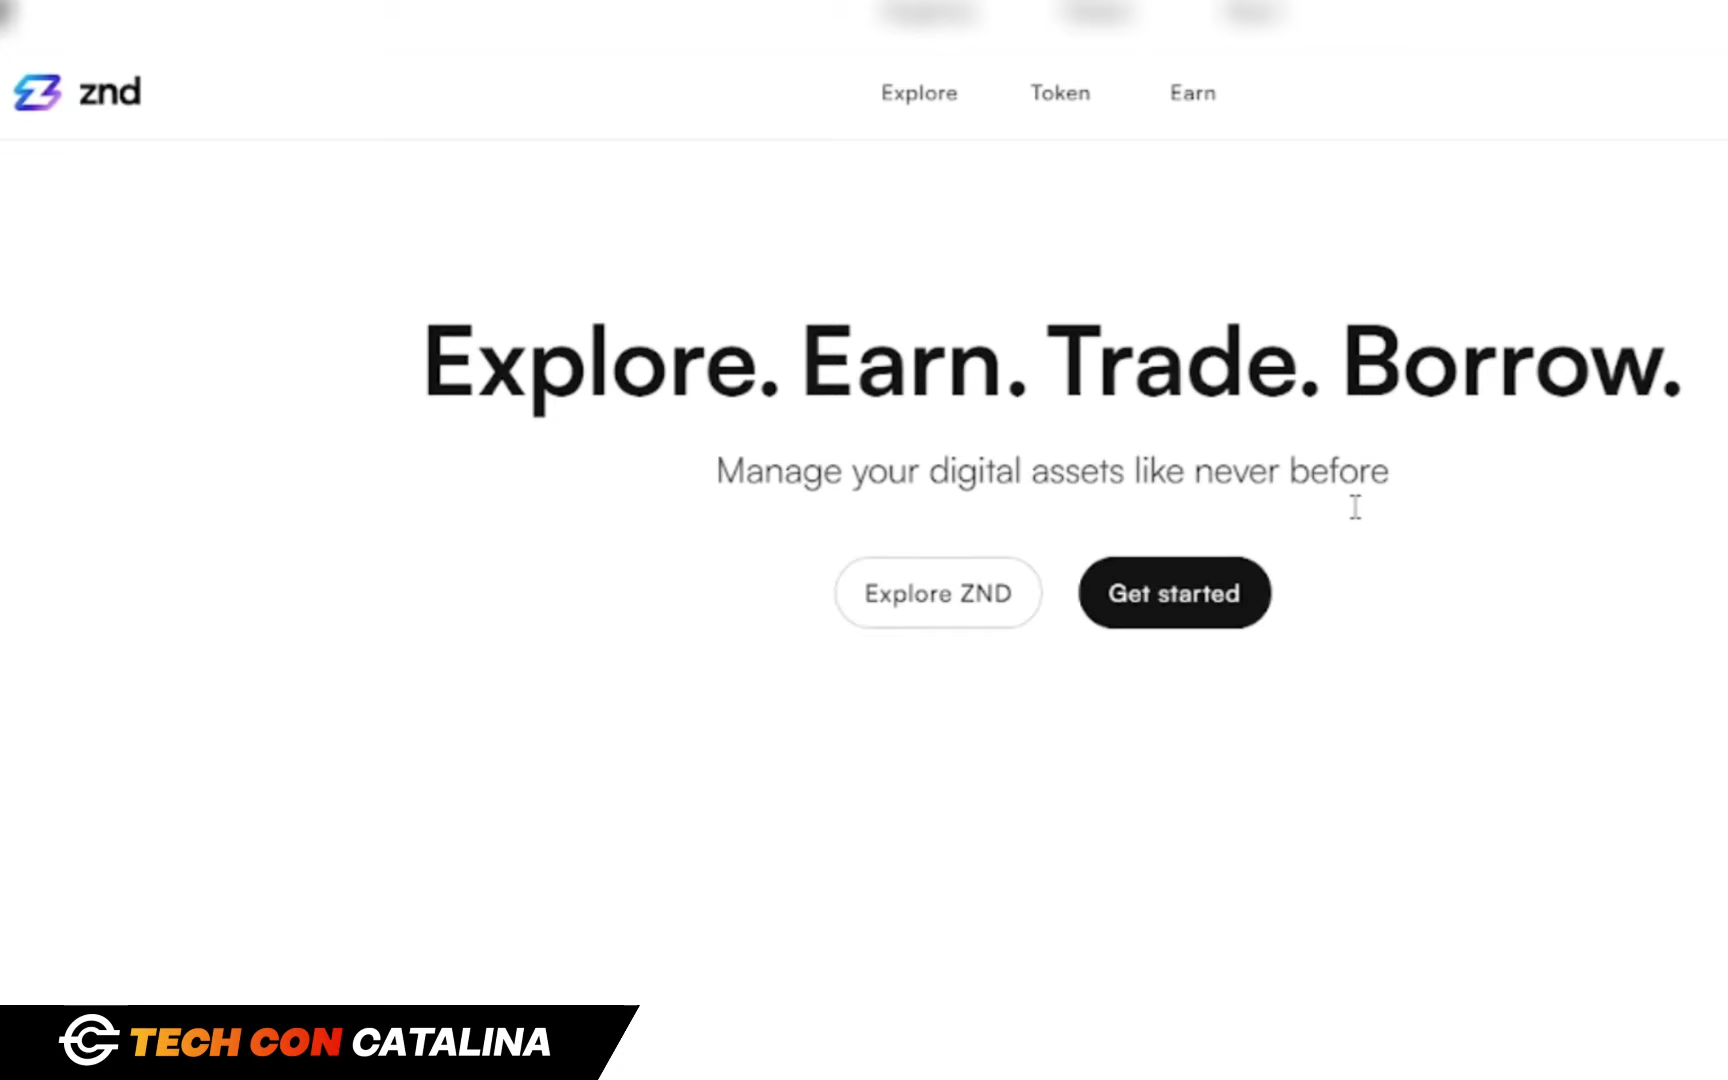 znd
Explore Token Earn
Explore. Earn. Trade. Borrow.
Manage your digital assets like never before
Explore ZND Get started
TECH CON CATALINA